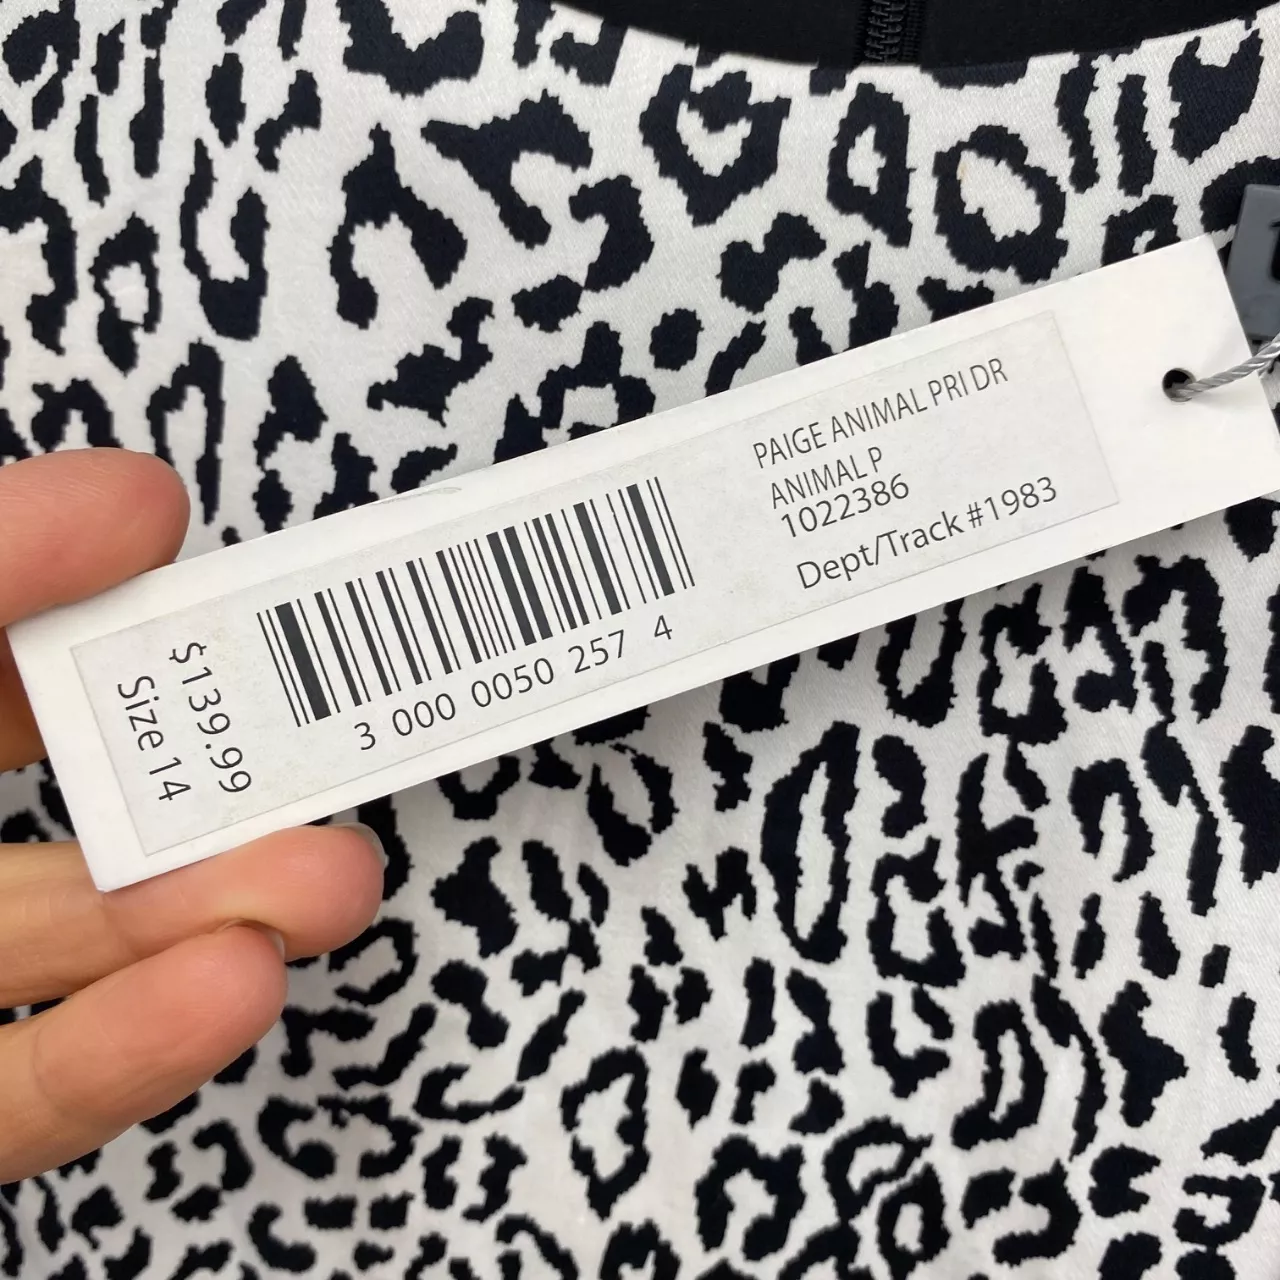 PAIGE ANIMAL PRI DR
ANIMAL P
1022386
Dept/Track #1983
3 000 0050 257 4
$139.99
Size 14